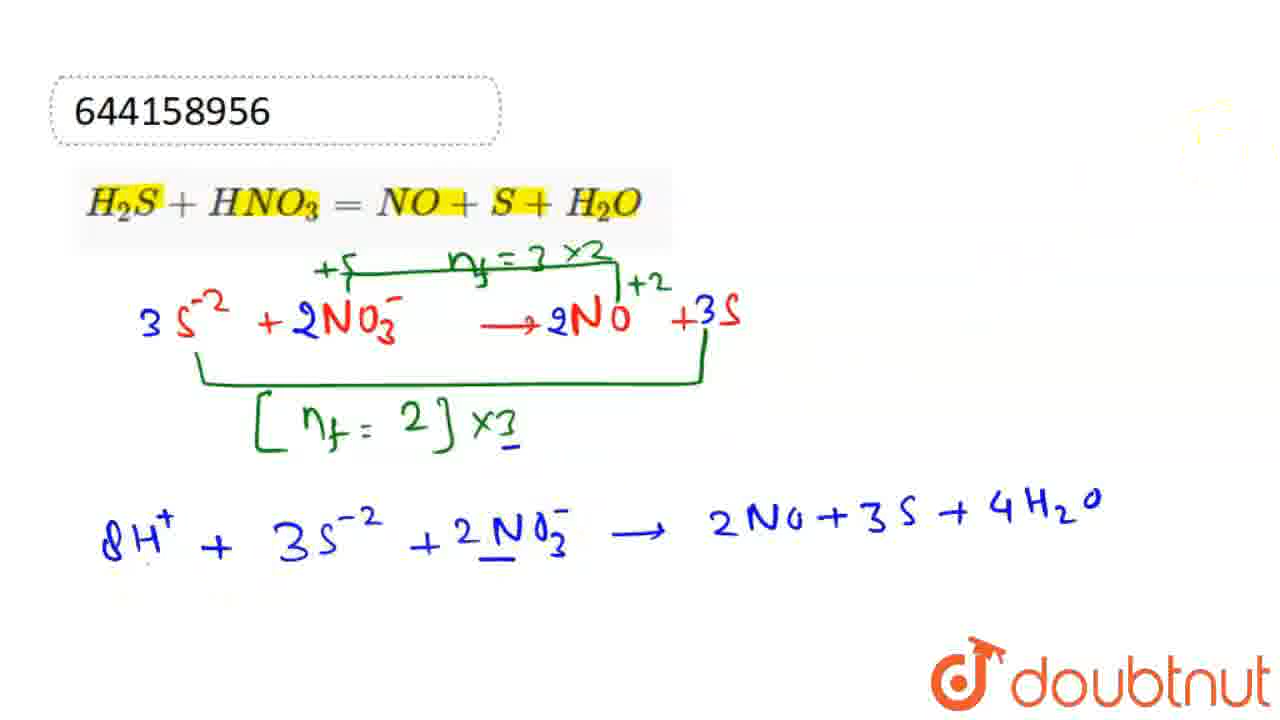 644158956
H₂S + HNO₃ = NO + S + H₂O
+5 nf = 3 ×2
3 S⁻² + 2NO₃⁻ → 2NO +2 + 3S
[ nf = 2 ] × 3
8H⁺ + 3S⁻² + 2NO₃⁻ → 2NO + 3S + 4H₂O
doubtnut